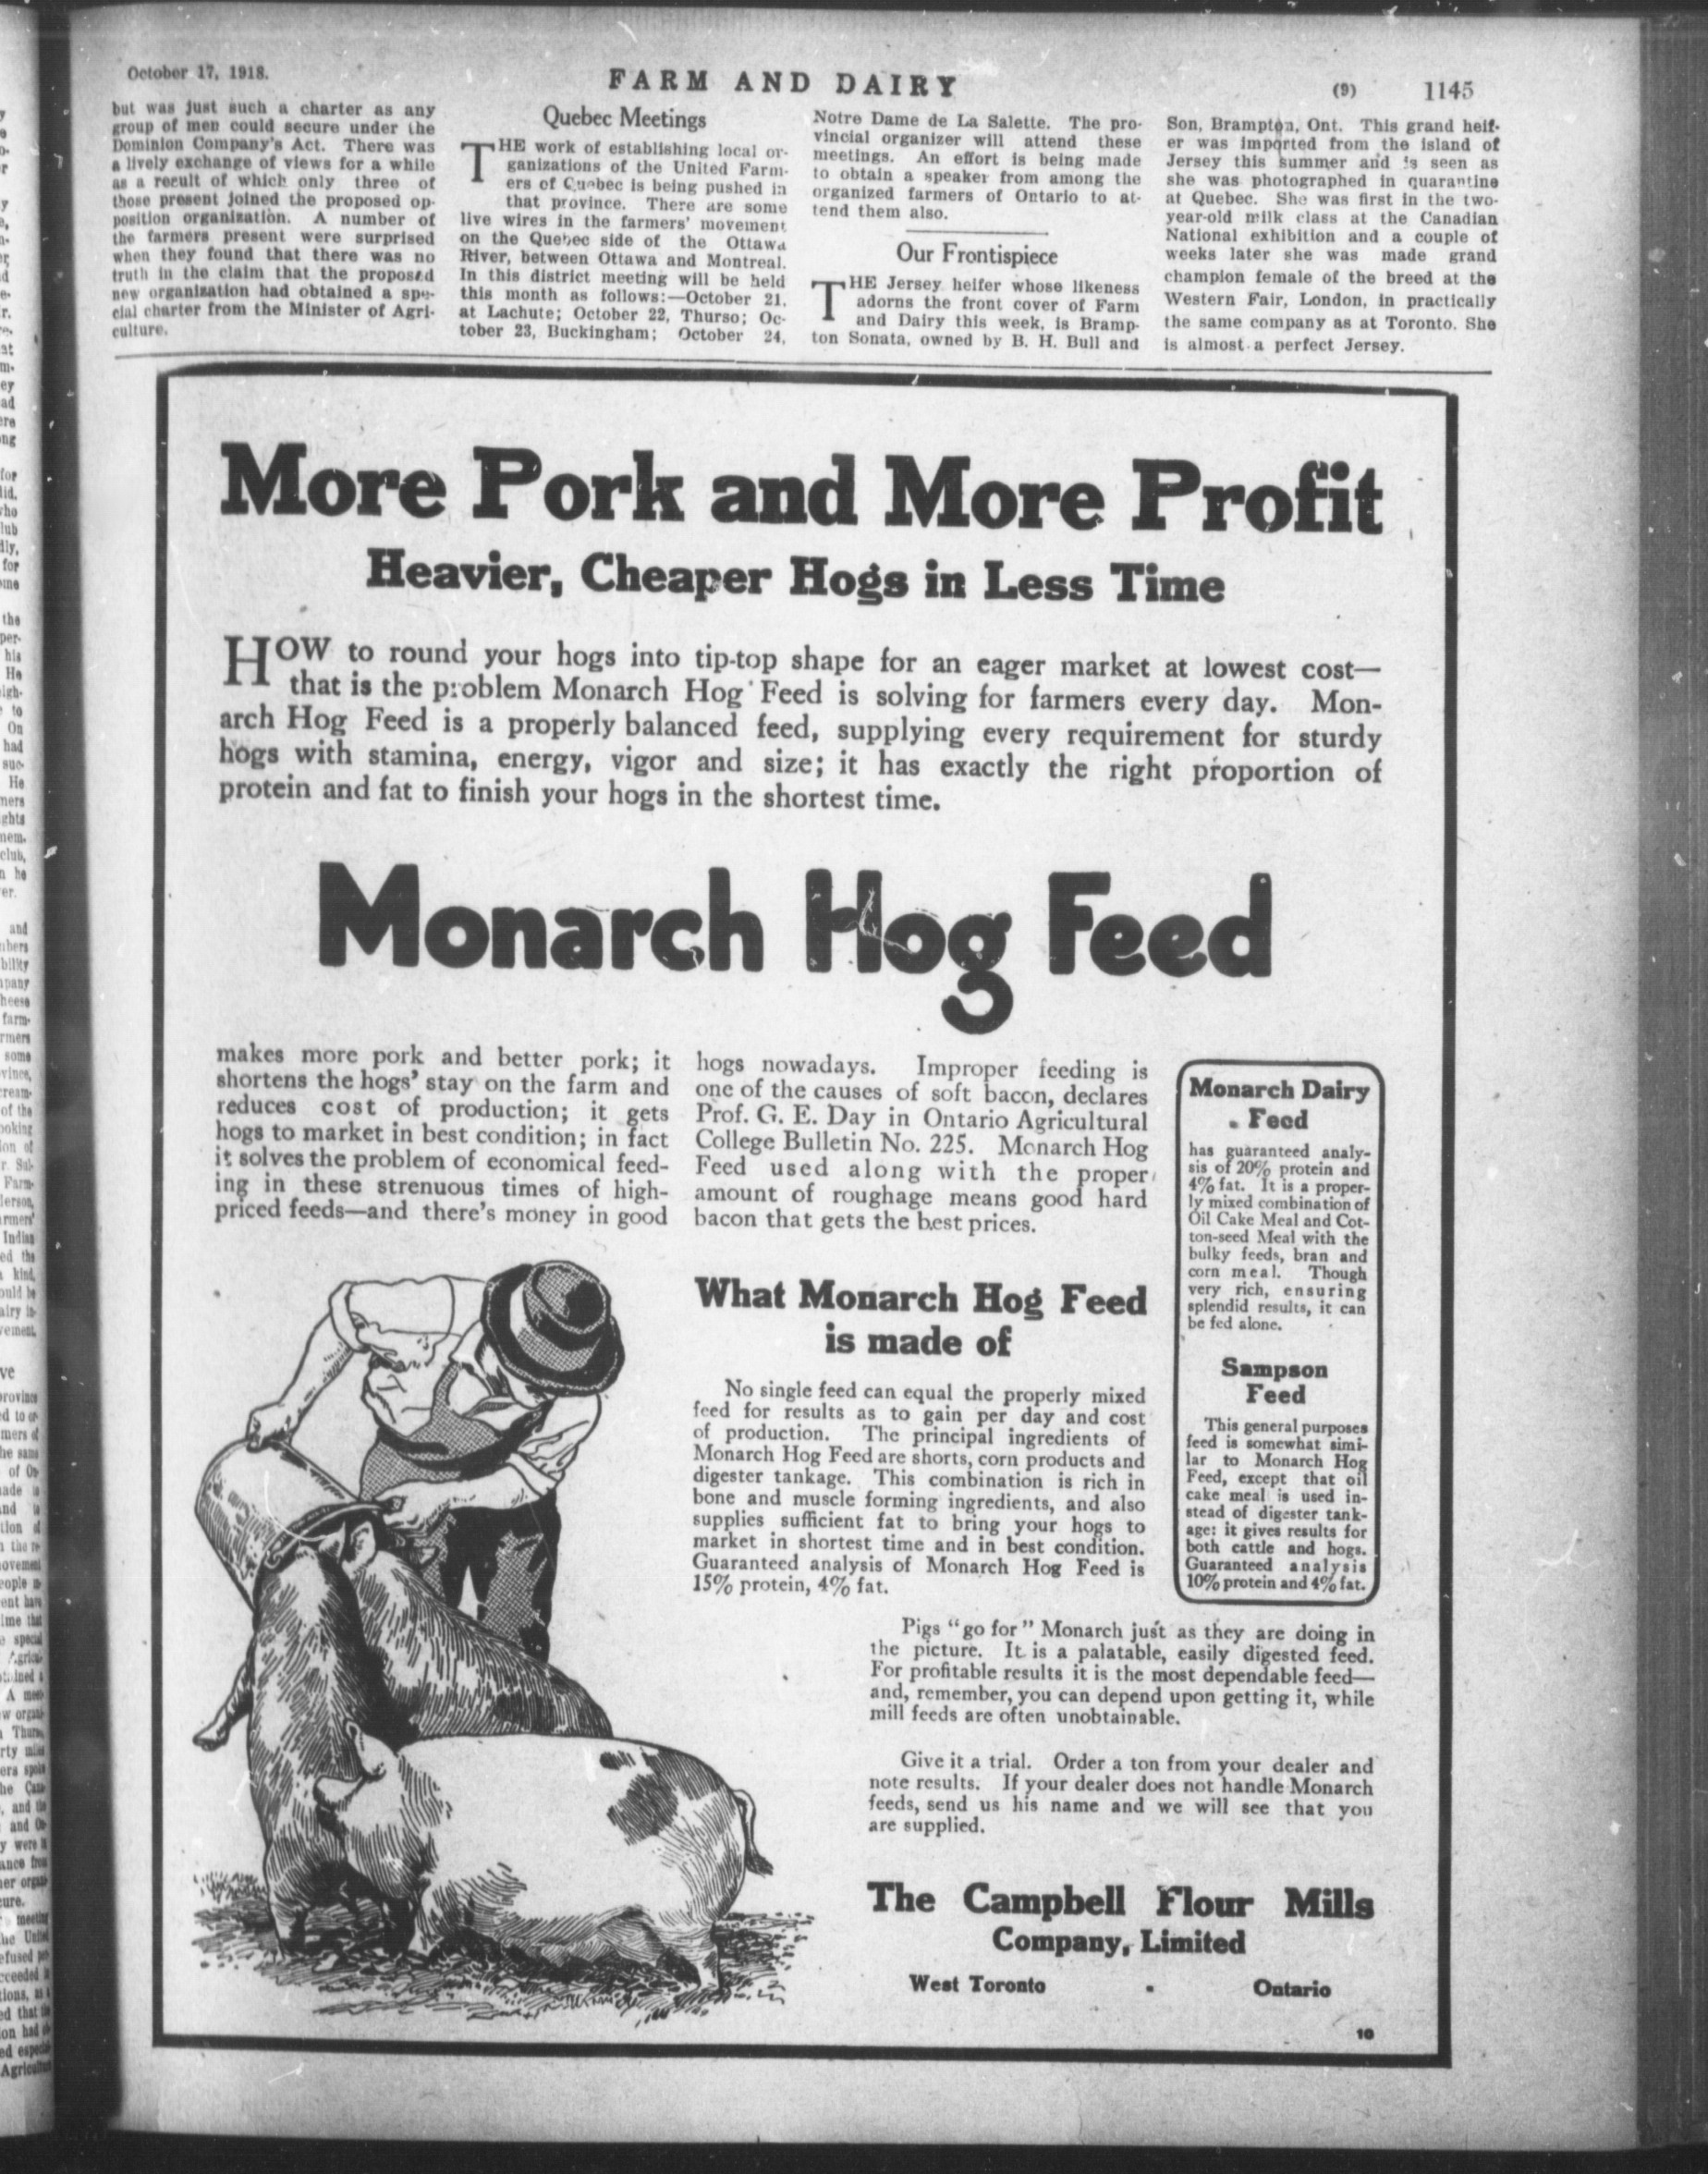 October 17, 1918.
FARM AND DAIRY
(9) 1145
but was just such a charter as any
group of men could secure under the
Dominion Company's Act. There was
a lively exchange of views for a while
as a result of which only three of
those present joined the proposed op-
position organization. A number of
the farmers present were surprised
when they found that there was no
truth in the claim that the proposed
new organization had obtained a spe-
cial charter from the Minister of Agri-
culture.
Quebec Meetings
THE work of establishing local or-
ganizations of the United Farm-
ers of Quebec is being pushed in
that province. There are some
live wires in the farmers' movement
on the Quebec side of the Ottawa
River, between Ottawa and Montreal.
In this district meeting will be held
this month as follows:—October 21,
at Lachute; October 22, Thurso; Oc-
tober 23, Buckingham; October 24,
Notre Dame de La Salette. The pro-
vincial organizer will attend these
meetings. An effort is being made
to obtain a speaker from among the
organized farmers of Ontario to at-
tend them also.
Our Frontispiece
THE Jersey heifer whose likeness
adorns the front cover of Farm
and Dairy this week, is Bramp-
ton Sonata, owned by B. H. Bull and
Son, Brampton, Ont. This grand heif-
er was imported from the island of
Jersey this summer and is seen as
she was photographed in quarantine
at Quebec. She was first in the two-
year-old milk class at the Canadian
National exhibition and a couple of
weeks later she was made grand
champion female of the breed at the
Western Fair, London, in practically
the same company as at Toronto. She
is almost a perfect Jersey.
More Pork and More Profit
Heavier, Cheaper Hogs in Less Time
HOW to round your hogs into tip-top shape for an eager market at lowest cost—
that is the problem Monarch Hog Feed is solving for farmers every day. Mon-
arch Hog Feed is a properly balanced feed, supplying every requirement for sturdy
hogs with stamina, energy, vigor and size; it has exactly the right proportion of
protein and fat to finish your hogs in the shortest time.
Monarch Hog Feed
makes more pork and better pork; it
shortens the hogs' stay on the farm and
reduces cost of production; it gets
hogs to market in best condition; in fact
it solves the problem of economical feed-
ing in these strenuous times of high-
priced feeds—and there's money in good
hogs nowadays. Improper feeding is
one of the causes of soft bacon, declares
Prof. G. E. Day in Ontario Agricultural
College Bulletin No. 225. Monarch Hog
Feed used along with the proper
amount of roughage means good hard
bacon that gets the best prices.
What Monarch Hog Feed
is made of
No single feed can equal the properly mixed
feed for results as to gain per day and cost
of production. The principal ingredients of
Monarch Hog Feed are shorts, corn products and
digester tankage. This combination is rich in
bone and muscle forming ingredients, and also
supplies sufficient fat to bring your hogs to
market in shortest time and in best condition.
Guaranteed analysis of Monarch Hog Feed is
15% protein, 4% fat.
Monarch Dairy
Feed
has guaranteed analy-
sis of 20% protein and
4% fat. It is a proper-
ly mixed combination of
Oil Cake Meal and Cot-
ton-seed Meal with the
bulky feeds, bran and
corn meal. Though
very rich, ensuring
splendid results, it can
be fed alone.
Sampson
Feed
This general purposes
feed is somewhat simi-
lar to Monarch Hog
Feed, except that oil
cake meal is used in-
stead of digester tank-
age: it gives results for
both cattle and hogs.
Guaranteed analysis
10% protein and 4% fat.
Pigs "go for" Monarch just as they are doing in
the picture. It is a palatable, easily digested feed.
For profitable results it is the most dependable feed—
and, remember, you can depend upon getting it, while
mill feeds are often unobtainable.
Give it a trial. Order a ton from your dealer and
note results. If your dealer does not handle Monarch
feeds, send us his name and we will see that you
are supplied.
The Campbell Flour Mills
Company, Limited
West Toronto - Ontario
10